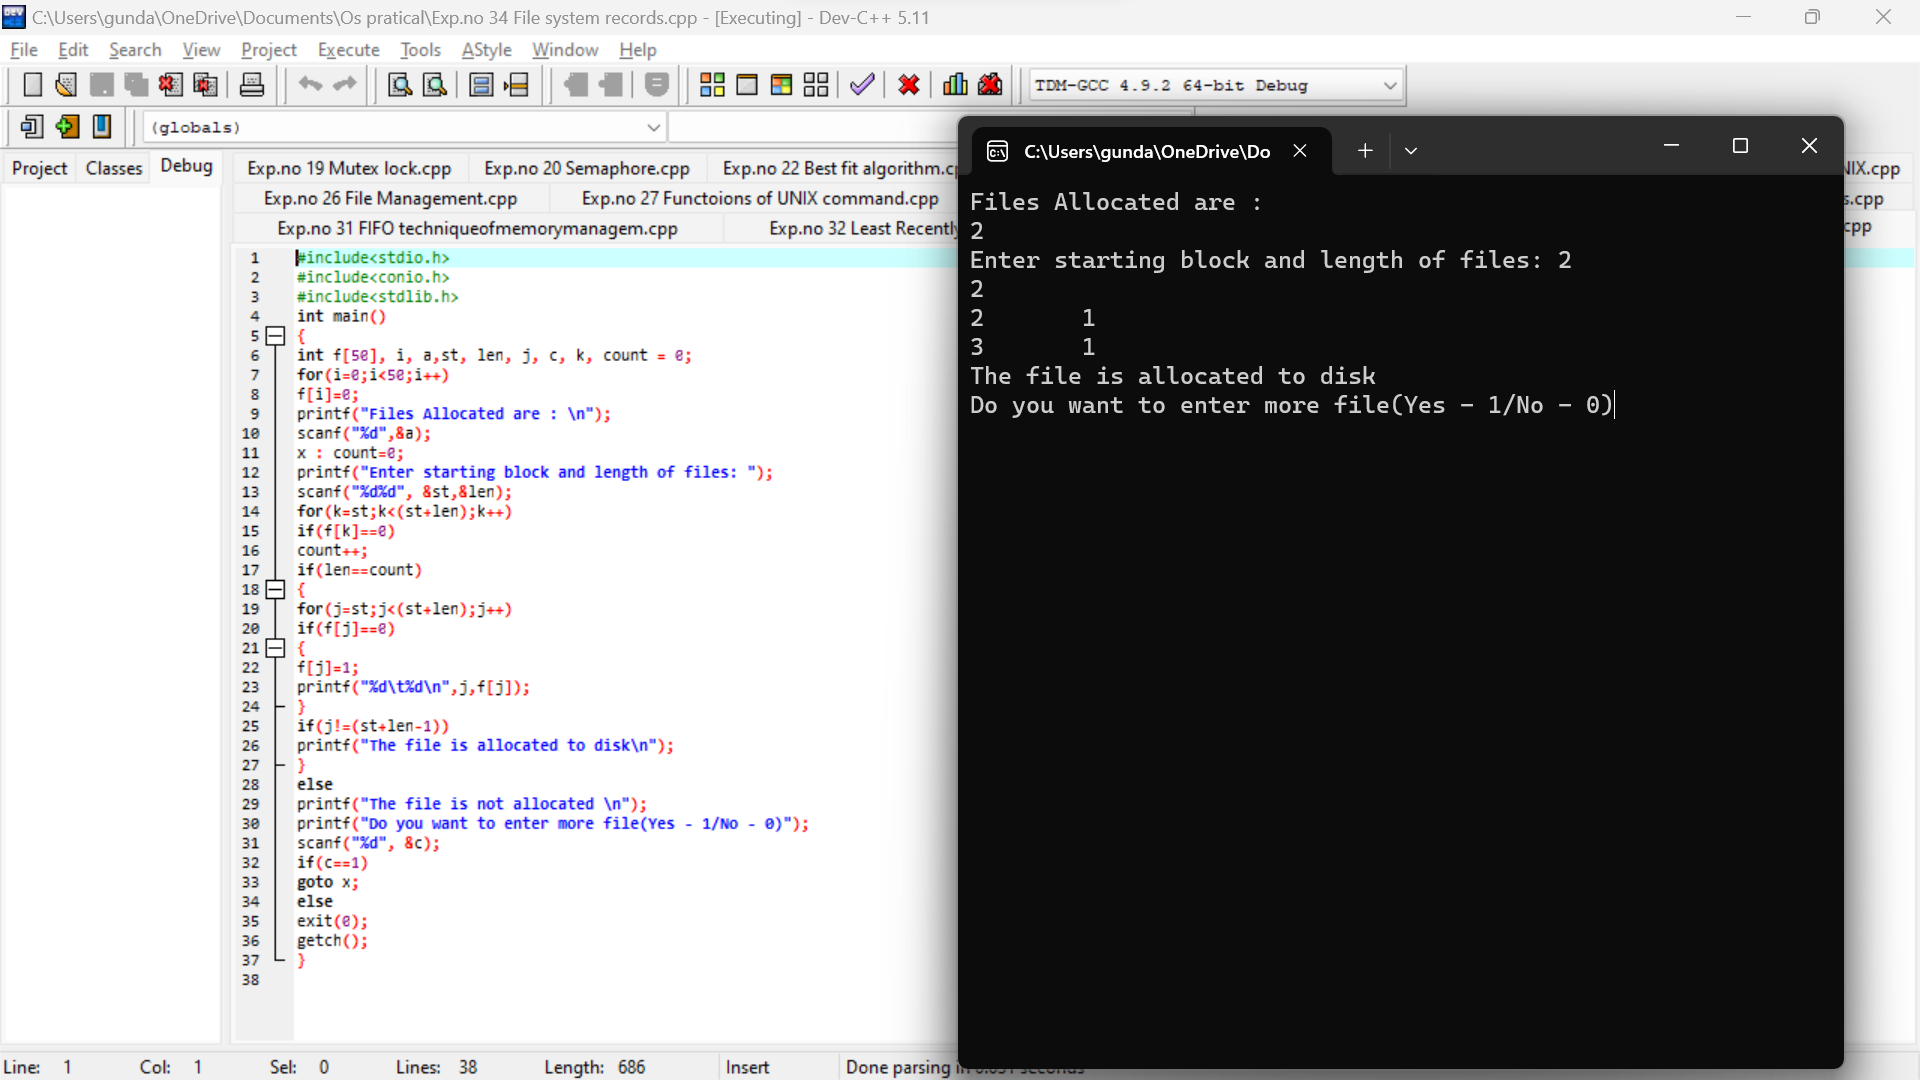 C:\Users\gunda\OneDrive\Documents\Os pratical\Exp.no 34 File system records.cpp - [Executing] - Dev-C++ 5.11
File Edit Search View Project Execute Tools AStyle Window Help
TDM-GCC 4.9.2 64-bit Debug
(globals)
Project Classes Debug
Exp.no 19 Mutex lock.cpp Exp.no 20 Semaphore.cpp Exp.no 22 Best fit algorithm.cp IX.cpp
Exp.no 26 File Management.cpp Exp.no 27 Functoions of UNIX command.cpp s.cpp
Exp.no 31 FIFO techniqueofmemorymanagem.cpp Exp.no 32 Least Recently cpp
1 #include<stdio.h>
2 #include<conio.h>
3 #include<stdlib.h>
4 int main()
5 {
6 int f[50], i, a,st, len, j, c, k, count = 0;
7 for(i=0;i<50;i++)
8 f[i]=0;
9 printf("Files Allocated are : \n");
10 scanf("%d",&a);
11 x : count=0;
12 printf("Enter starting block and length of files: ");
13 scanf("%d%d", &st,&len);
14 for(k=st;k<(st+len);k++)
15 if(f[k]==0)
16 count++;
17 if(len==count)
18 {
19 for(j=st;j<(st+len);j++)
20 if(f[j]==0)
21 {
22 f[j]=1;
23 printf("%d\t%d\n",j,f[j]);
24 }
25 if(j!=(st+len-1))
26 printf("The file is allocated to disk\n");
27 }
28 else
29 printf("The file is not allocated \n");
30 printf("Do you want to enter more file(Yes - 1/No - 0)");
31 scanf("%d", &c);
32 if(c==1)
33 goto x;
34 else
35 exit(0);
36 getch();
37 }
38
C:\Users\gunda\OneDrive\Do
Files Allocated are :
2
Enter starting block and length of files: 2
2
2 1
3 1
The file is allocated to disk
Do you want to enter more file(Yes - 1/No - 0)
Line: 1 Col: 1 Sel: 0 Lines: 38 Length: 686 Insert Done parsing